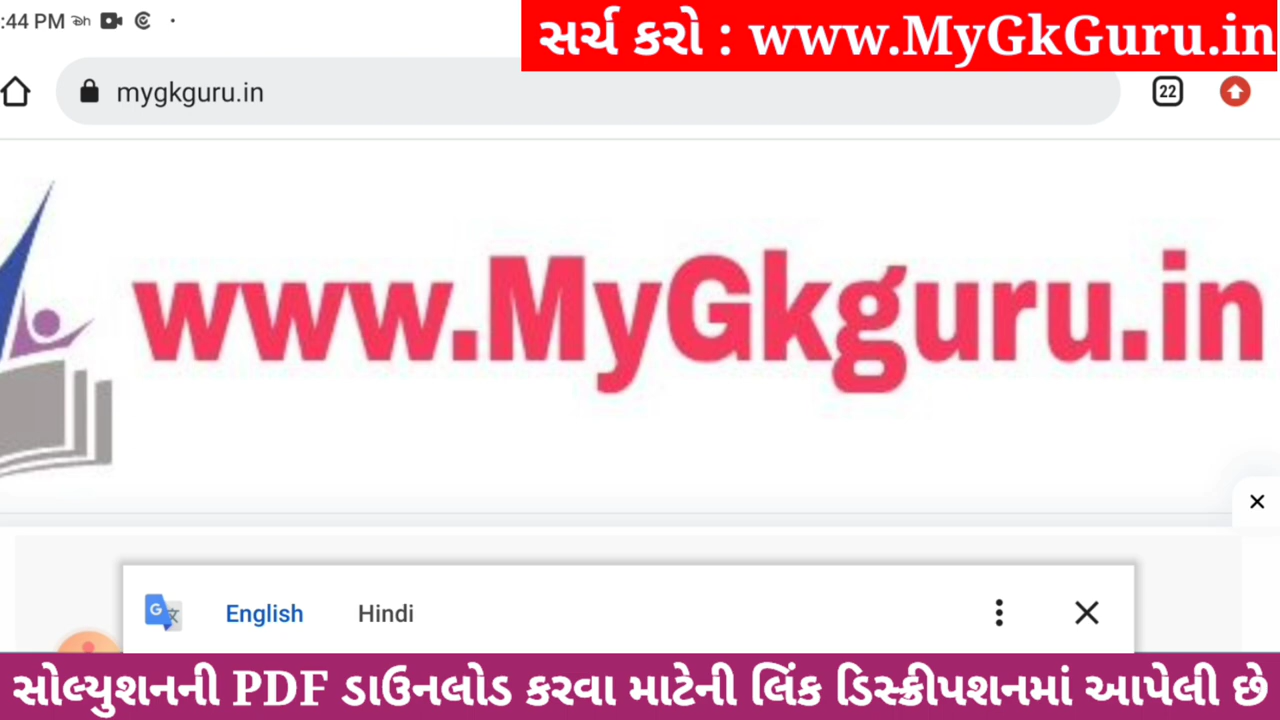 :44 PM
સર્ચ કરો : www.MyGkGuru.in
mygkguru.in
22
www.MyGkguru.in
English Hindi
સોલ્યુશનની PDF ડાઉનલોડ કરવા માટેની લિંક ડિસ્ક્રીપશનમાં આપેલી છે